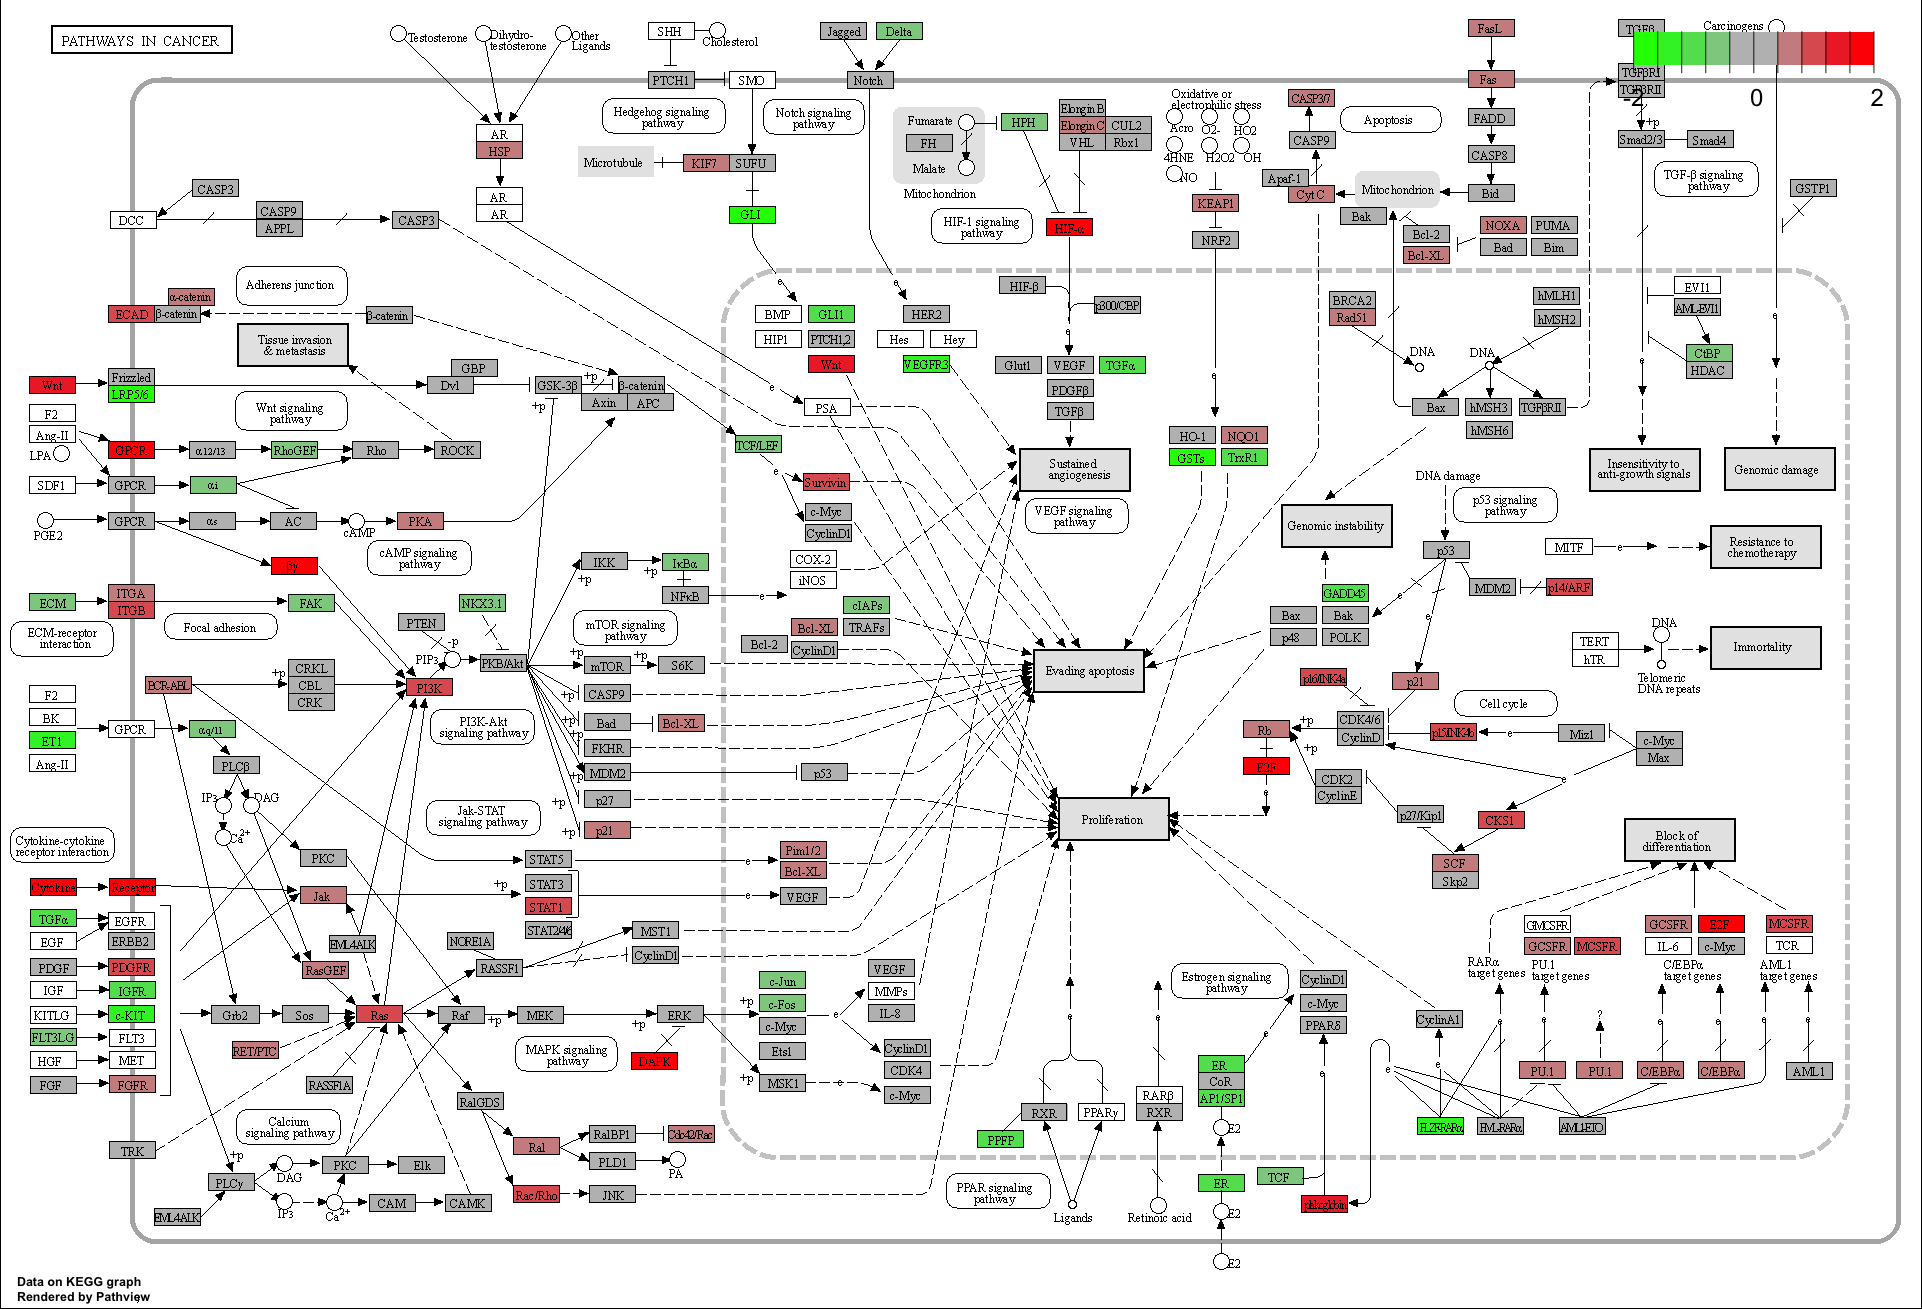 PATHWAYS IN CANCER
Testosterone
Dihydro-
testosterone
Other
Ligands
SHH
Cholesterol
Jagged
Delta
FasL
TGFβ
Carcinogens
-2
0
2
PTCH1
SMO
Notch
Fas
TGFβRI
TGFβRII
Hedgehog signaling
pathway
Notch signaling
pathway
Oxidative or
electrophilic stress
CASP3/7
Apoptosis
FADD
+p
AR
HSP
Fumarate
FH
Malate
Mitochondrion
HPH
Elongin B
Elongin C
CUL2
VHL
Rbx1
Acro
O2-
HO2
4HNE
H2O2
OH
NO
CASP9
CASP8
Smad2/3
Smad4
TGF-β signaling
pathway
Microtubule
KIF7
SUFU
AR
AR
Apaf-1
Cyt C
Mitochondrion
Bid
GSTP1
CASP3
DCC
CASP9
APPL
CASP3
GLI
HIF-1 signaling
pathway
HIF-α
KEAP1
NRF2
Bak
Bcl-2
Bcl-XL
NOXA
PUMA
Bad
Bim
Adherens junction
α-catenin
ECAD
β-catenin
β-catenin
Tissue invasion
& metastasis
e
e
BMP
GLI1
HIP1
PTCH1,2
Wnt
HER2
Hes
Hey
VEGFR3
HIF-β
p300/CBP
e
Glut1
VEGF
TGFα
PDGFβ
TGFβ
BRCA2
Rad51
hMLH1
hMSH2
DNA
DNA
EVI1
AML-EVI1
CtBP
HDAC
e
e
Wnt
Frizzled
LRP5/6
Dvl
GBP
GSK-3β
+p
β-catenin
Axin
APC
+p
e
PSA
e
Bax
hMSH3
TGFβRII
hMSH6
F2
Ang-II
LPA
Wnt signaling
pathway
GPCR
α12/13
RhoGEF
Rho
ROCK
SDF1
GPCR
αi
TCF/LEF
e
Survivin
c-Myc
CyclinD1
Sustained
angiogenesis
VEGF signaling
pathway
HO-1
NQO1
GSTs
TrxR1
DNA damage
p53 signaling
pathway
Insensitivity to
anti-growth signals
Genomic damage
PGE2
GPCR
αs
AC
cAMP
PKA
cAMP signaling
pathway
Genomic instability
p53
MITF
e
Resistance to
chemotherapy
βγ
IKK
+p
+p
IκBα
NFκB
e
COX-2
iNOS
GADD45
MDM2
p14/ARF
e
e
ECM
ITGA
ITGB
FAK
Focal adhesion
ECM-receptor
interaction
NKX3.1
PTEN
PIP3
-p
PKB/Akt
mTOR signaling
pathway
cIAPs
Bcl-XL
TRAFs
Bcl-2
CyclinD1
Bax
Bak
p48
POLK
TERT
hTR
DNA
e
Telomeric
DNA repeats
Immortality
+p
mTOR
+p
S6K
Evading apoptosis
BCR-ABL
+p
CRKL
CBL
CRK
PI3K
+p
CASP9
p16/INK4a
p21
Cell cycle
F2
BK
ET1
Ang-II
GPCR
αq/11
PI3K-Akt
signaling pathway
+p
Bad
Bcl-XL
+p
FKHR
+p
MDM2
p53
Rb
+p
CDK4/6
CyclinD
p15/INK4b
e
Miz1
c-Myc
Max
+p
E2F
PLCβ
IP3
DAG
Ca2+
Jak-STAT
signaling pathway
+p
p27
+p
p21
Proliferation
e
CDK2
CyclinE
p27/Kip1
e
CKS1
Block of
differentiation
Cytokine-cytokine
receptor interaction
PKC
STAT5
e
Pim1/2
Bcl-XL
SCF
Skp2
Cytokine
Receptor
Jak
+p
STAT3
STAT1
STAT2/4/6
e
VEGF
TGFα
EGF
EGFR
ERBB2
EML4ALK
NORE1A
MST1
GMCSFR
GCSFR
MCSFR
GCSFR
E2F
IL-6
c-Myc
MCSFR
TCR
PDGF
PDGFR
RasGEF
RASSF1
CyclinD1
RARα
target genes
PU.1
target genes
C/EBPα
target genes
AML1
target genes
IGF
IGFR
KITLG
c-KIT
Grb2
Sos
Ras
Raf
+p
MEK
+p
ERK
+p
c-Jun
c-Fos
c-Myc
Ets1
e
VEGF
MMPs
IL-8
Estrogen signaling
pathway
CyclinD1
c-Myc
PPARδ
CyclinA1
?
FLT3LG
FLT3
HGF
MET
FGF
FGFR
RET/PTC
RASSF1A
MAPK signaling
pathway
DAPK
+p
MSK1
e
CyclinD1
CDK4
c-Myc
e
e
ER
CoR
AP1/SP1
e
e
e
e
e
e
e
e
PU.1
PU.1
C/EBPα
C/EBPα
AML1
Calcium
signaling pathway
RalGDS
RXR
PPARγ
RARβ
RXR
PLZF-RARα
PML-RARα
AML1-ETO
TRK
+p
Ral
RalBP1
Cdc42/Rac
PLD1
PA
PPFP
E2
DAG
PKC
Elk
PLCγ
IP3
Ca2+
CAM
CAMK
Rac/Rho
JNK
PPAR signaling
pathway
Ligands
Retinoic acid
ER
E2
TCF
EML4ALK
E2
Data on KEGG graph
Rendered by Pathview